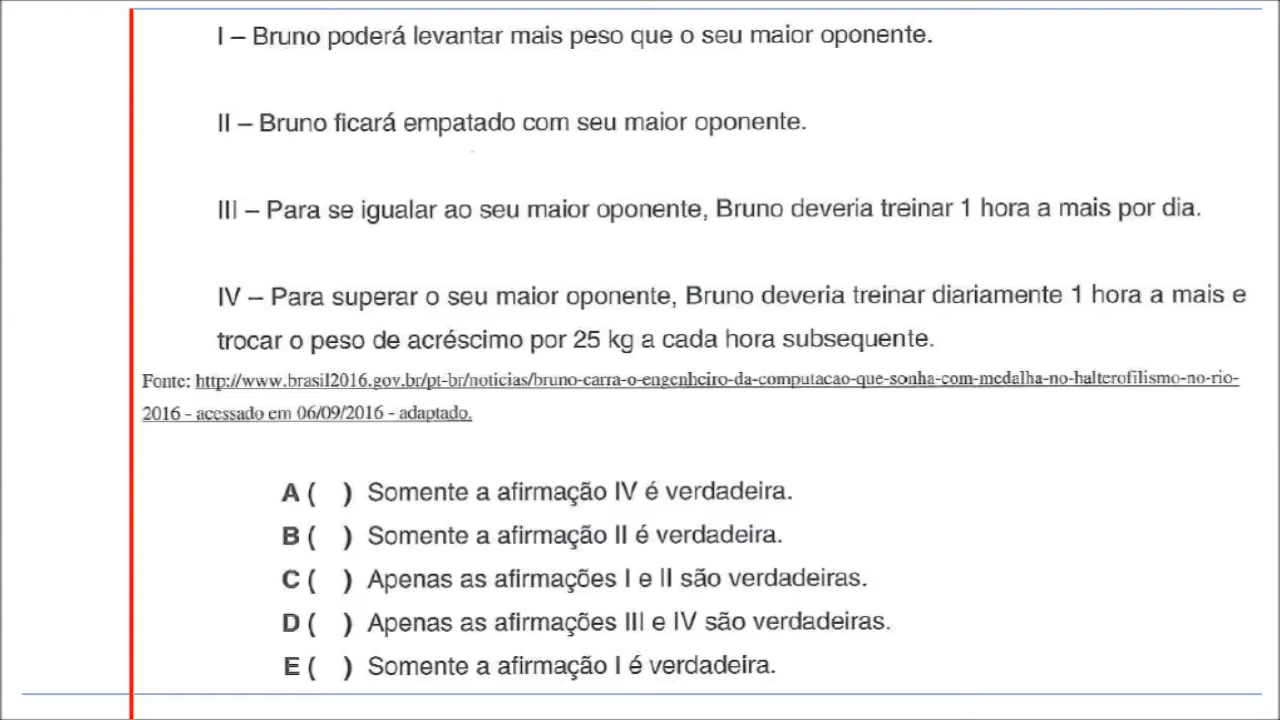 I – Bruno poderá levantar mais peso que o seu maior oponente.
II – Bruno ficará empatado com seu maior oponente.
III – Para se igualar ao seu maior oponente, Bruno deveria treinar 1 hora a mais por dia.
IV – Para superar o seu maior oponente, Bruno deveria treinar diariamente 1 hora a mais e
trocar o peso de acréscimo por 25 kg a cada hora subsequente.
Fonte: http://www.brasil2016.gov.br/pt-br/noticias/bruno-carra-o-engenheiro-da-computacao-que-sonha-com-medalha-no-halterofilismo-no-rio-
2016 - acessado em 06/09/2016 - adaptado.
A ( ) Somente a afirmação IV é verdadeira.
B ( ) Somente a afirmação II é verdadeira.
C ( ) Apenas as afirmações I e II são verdadeiras.
D ( ) Apenas as afirmações III e IV são verdadeiras.
E ( ) Somente a afirmação I é verdadeira.